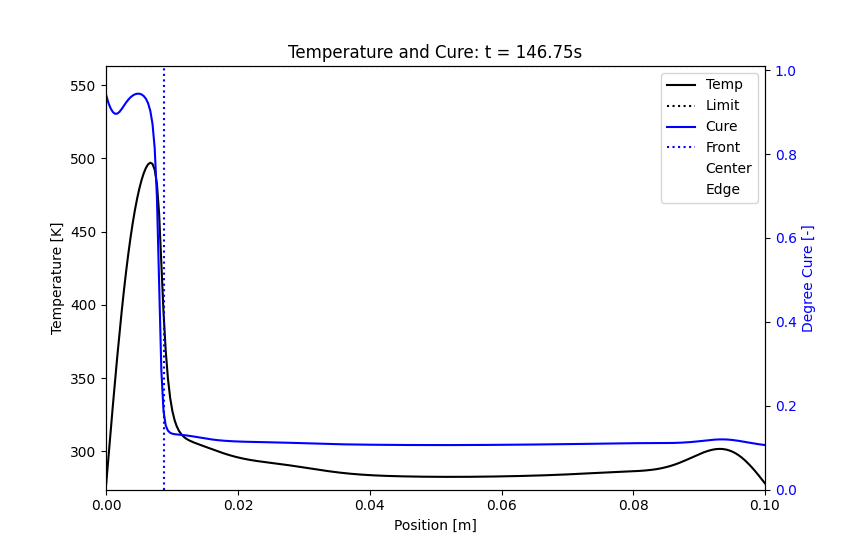 Temperature and Cure: t = 146.75s
Temperature [K]
550
500
450
400
350
300
Temp
Limit
Cure
Front
Center
Edge
1.0
0.8
0.6
0.4
0.2
0.0
Degree Cure [-]
0.00
0.02
0.04
0.06
0.08
0.10
Position [m]